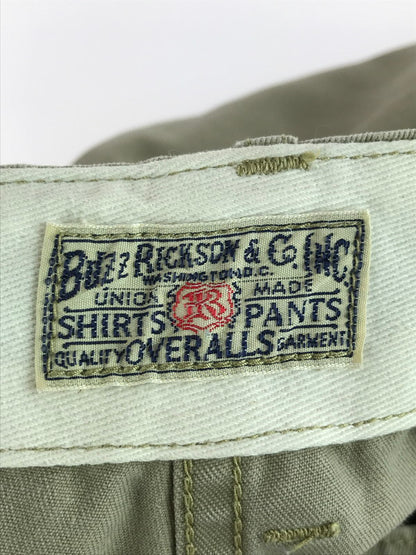 BUZZ RICKSON & CO. INC.
WASHINGTON D.C.
UNION MADE
SHIRTS R PANTS
QUALITY OVERALLS GARMENT